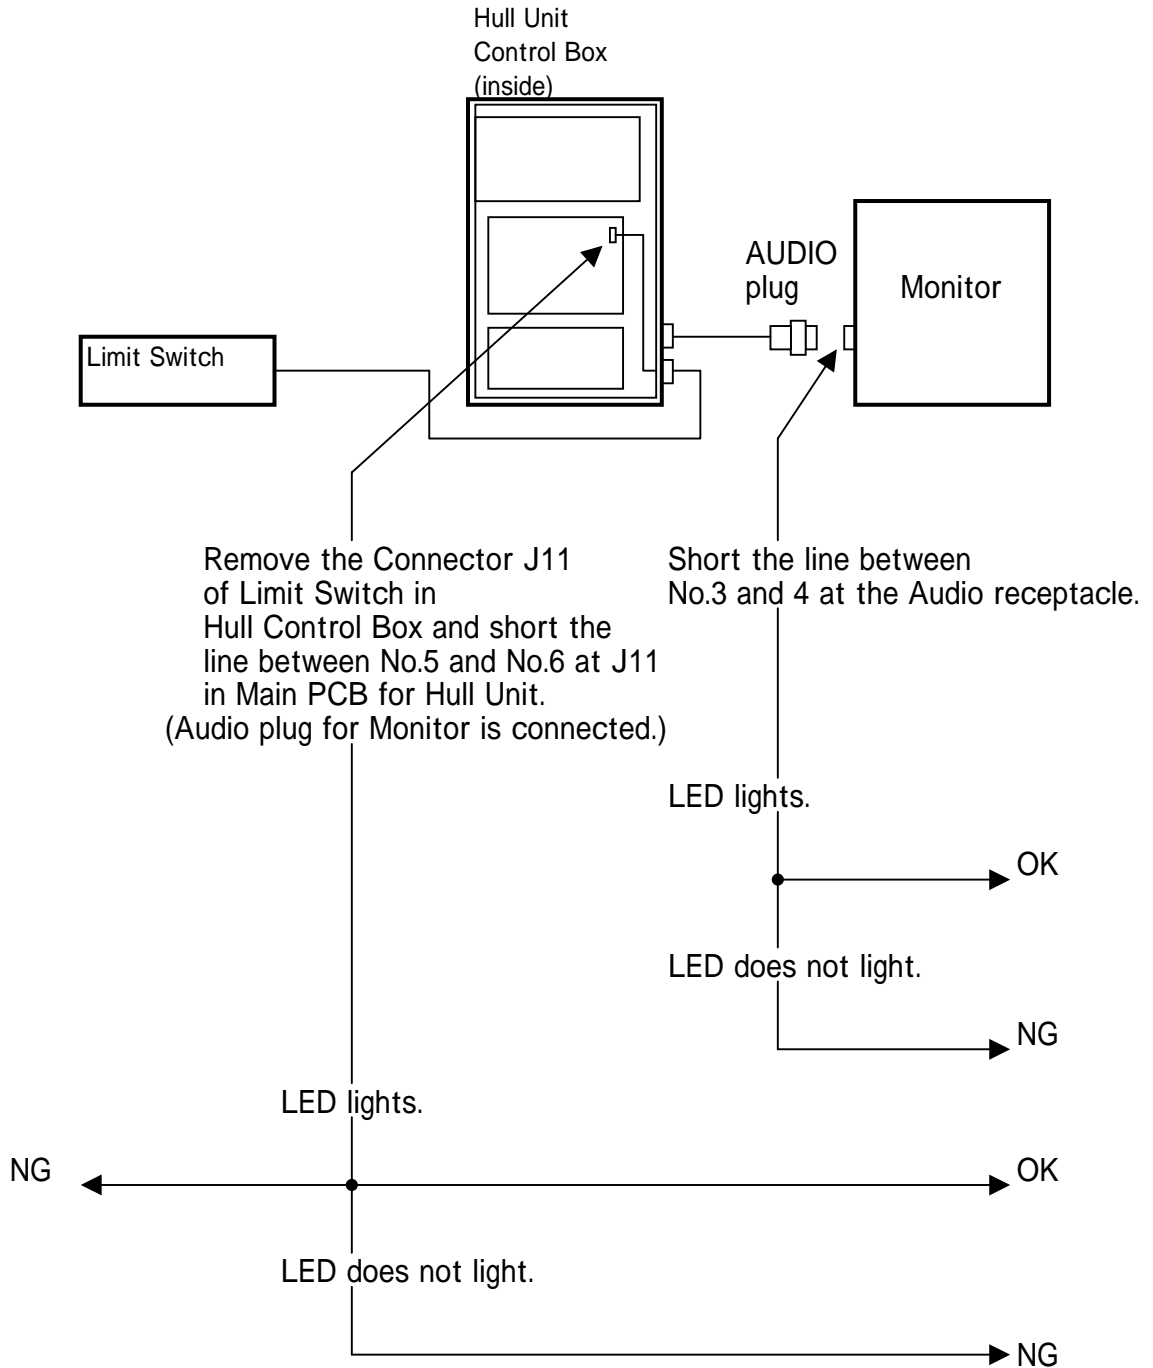 Hull Unit
Control Box
(inside)
AUDIO
plug
Monitor
Limit Switch
Remove the Connector J11
of Limit Switch in
Hull Control Box and short the
line between No.5 and No.6 at J11
in Main PCB for Hull Unit.
(Audio plug for Monitor is connected.)
Short the line between
No.3 and 4 at the Audio receptacle.
LED lights.
OK
LED does not light.
NG
LED lights.
NG
OK
LED does not light.
NG